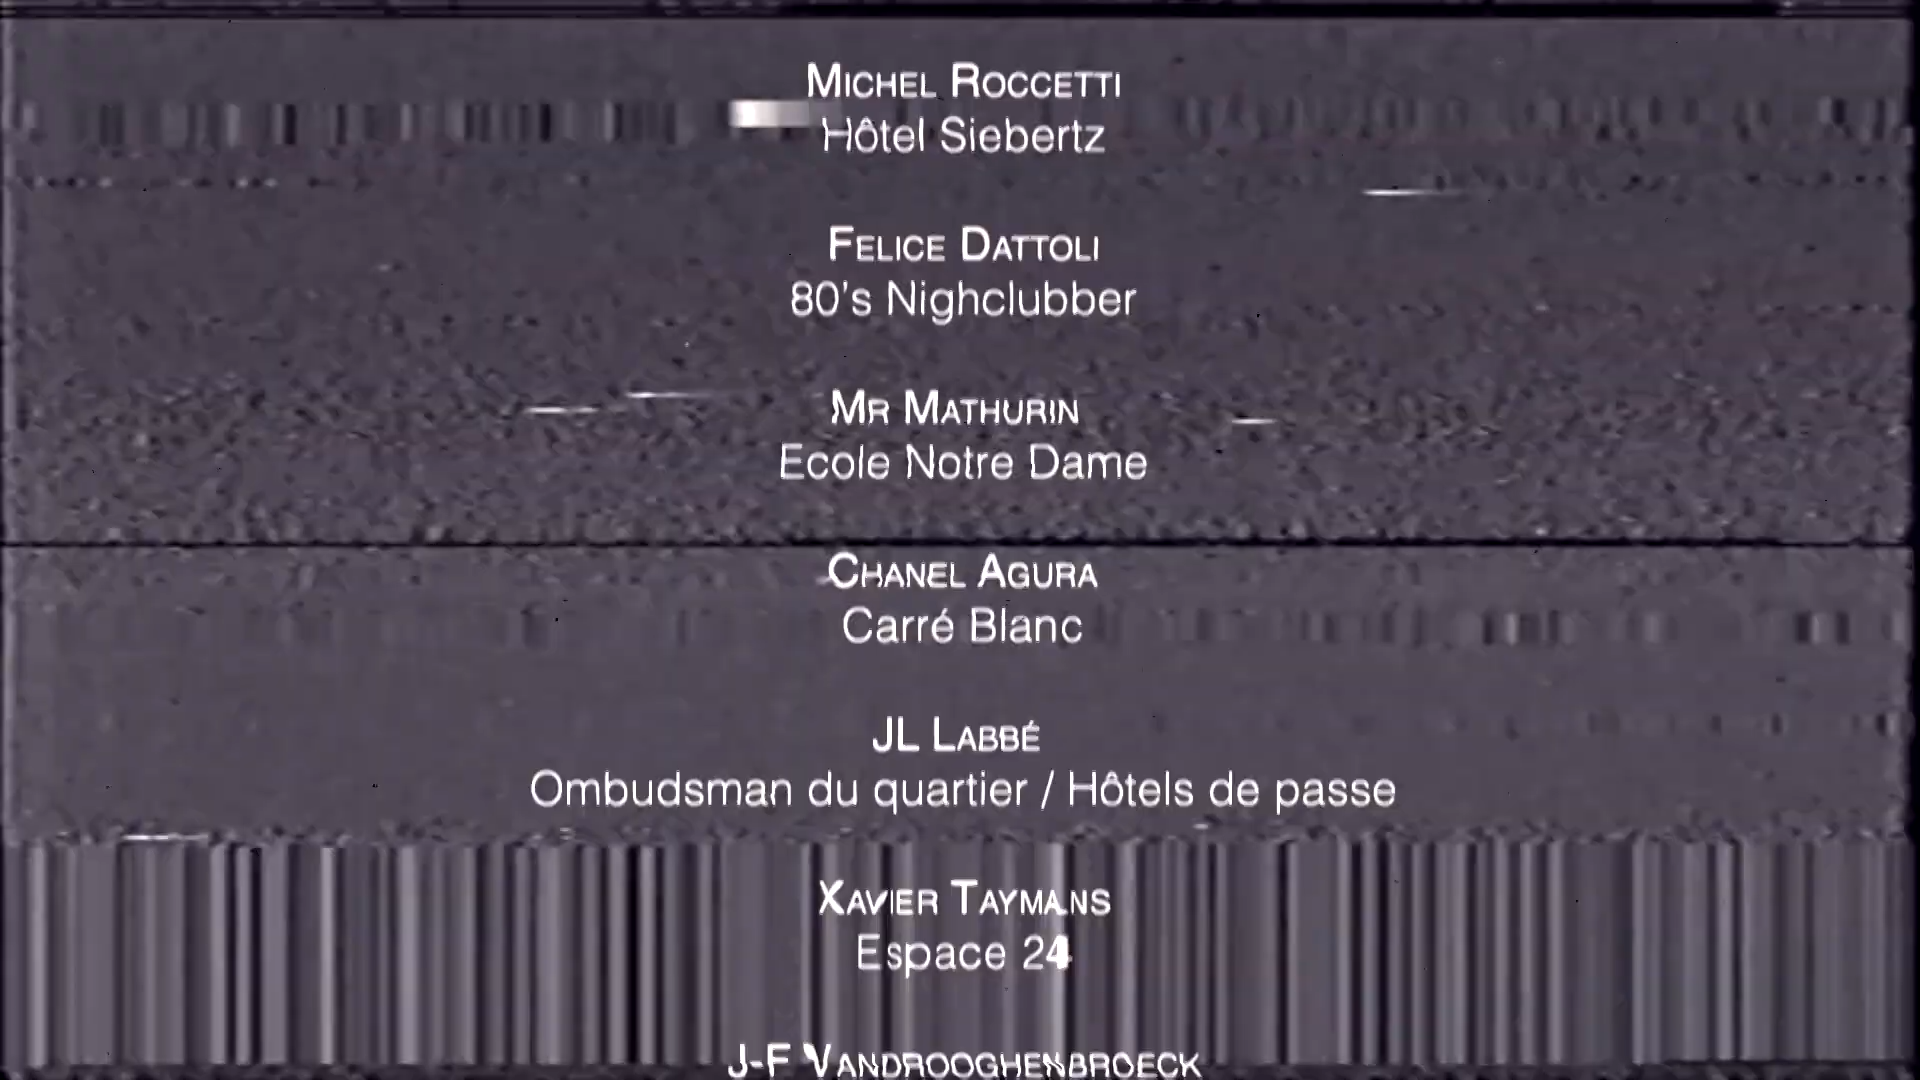 MICHEL ROCCETTI
Hôtel Siebertz
FELICE DATTOLI
80's Nighclubber
MR MATHURIN
Ecole Notre Dame
CHANEL AGURA
Carré Blanc
JL LABBÉ
Ombudsman du quartier / Hôtels de passe
XAVIER TAYMANS
Espace 24
J-F VANDROOGHENBROECK